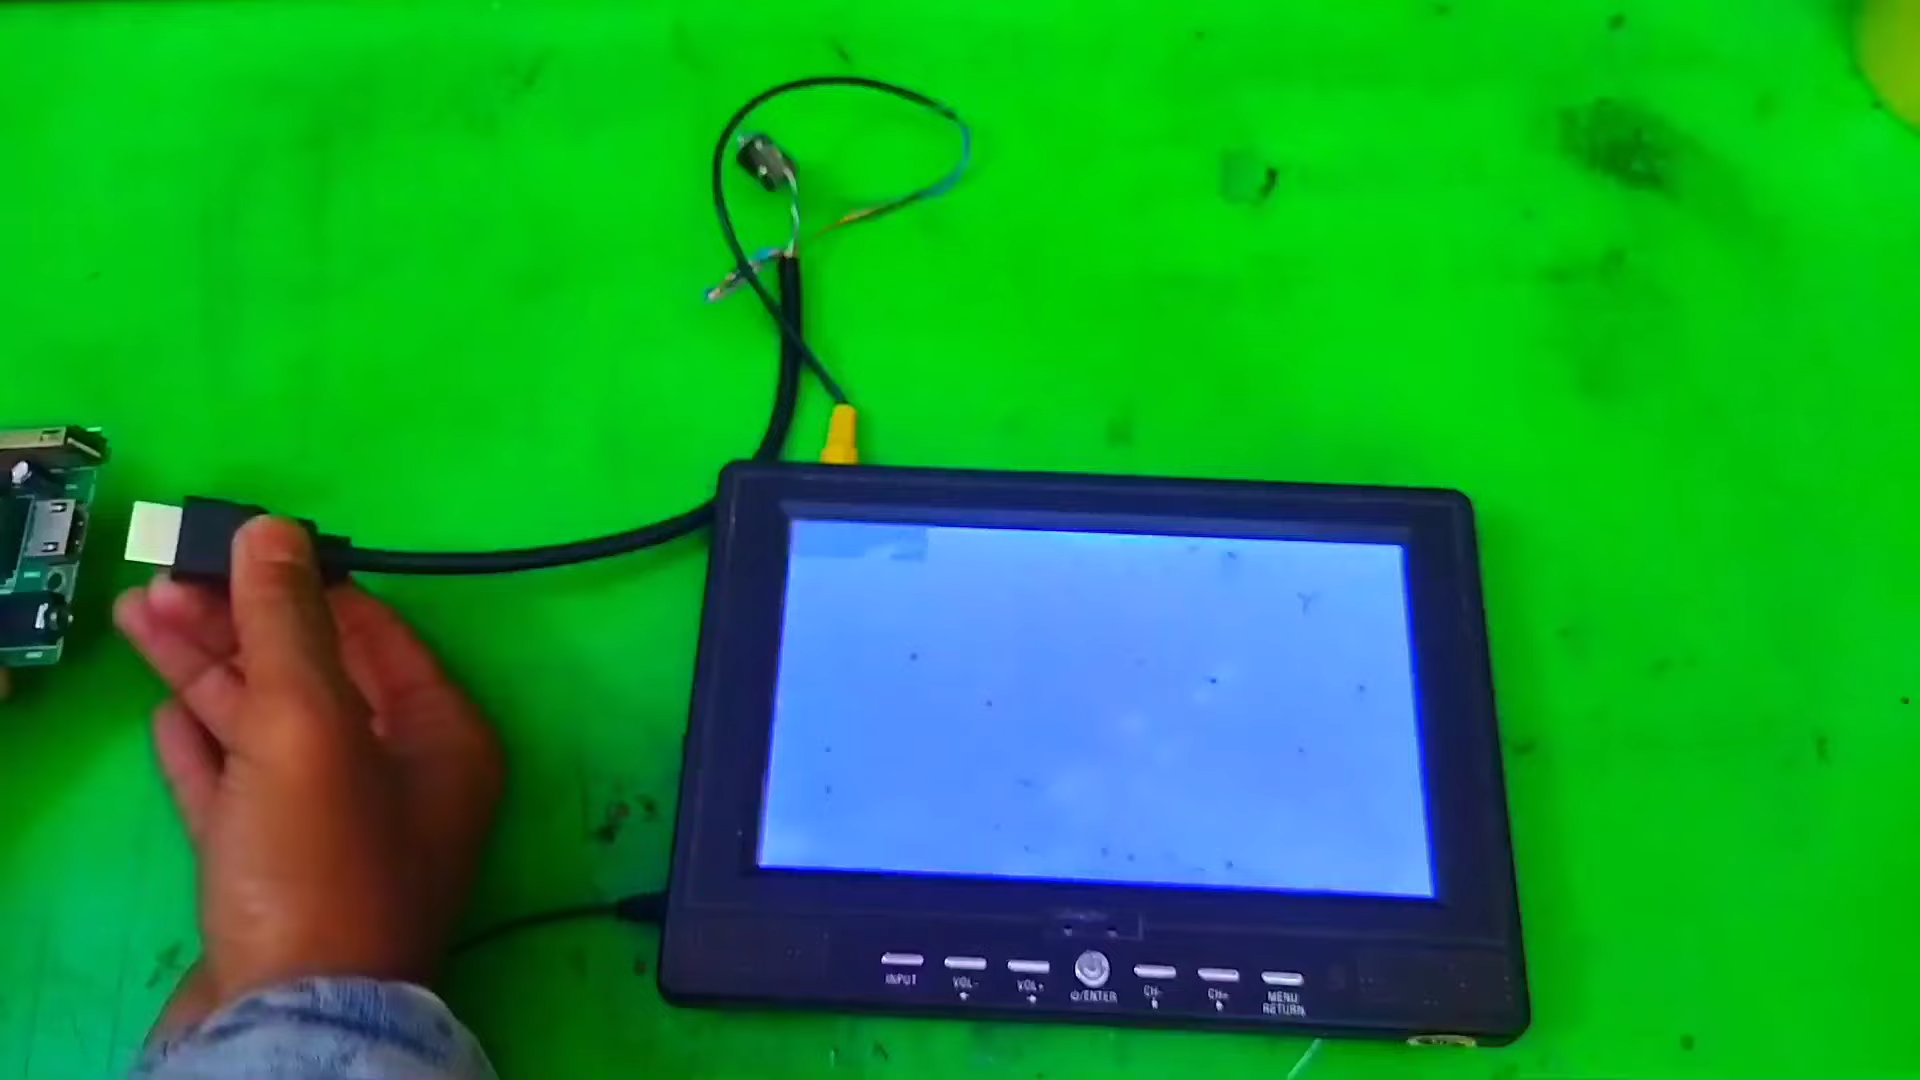 INPUT
VOL-
VOL+
⏻/ENTER
CH-
CH+
MENU
RETURN